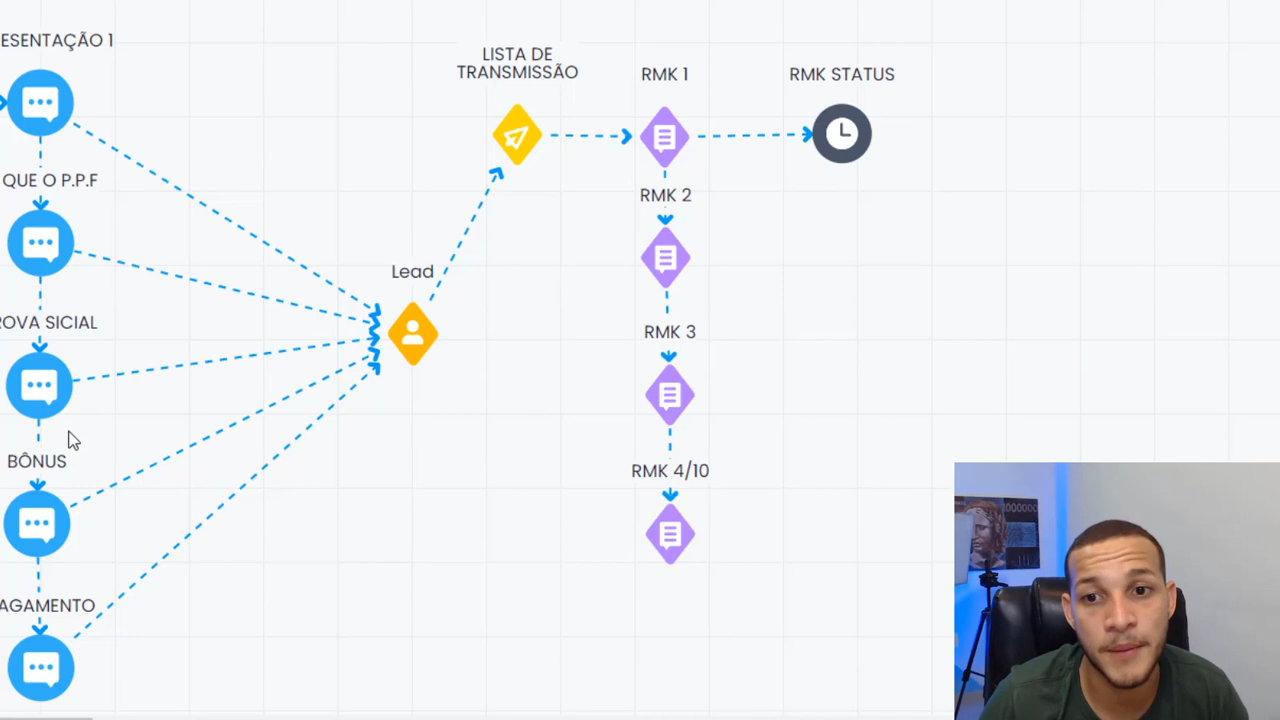 ESENTAÇÃO 1
LISTA DE
TRANSMISSÃO
RMK 1
RMK STATUS
QUE O P.P.F
RMK 2
Lead
ROVA SICIAL
RMK 3
BÔNUS
RMK 4/10
AGAMENTO